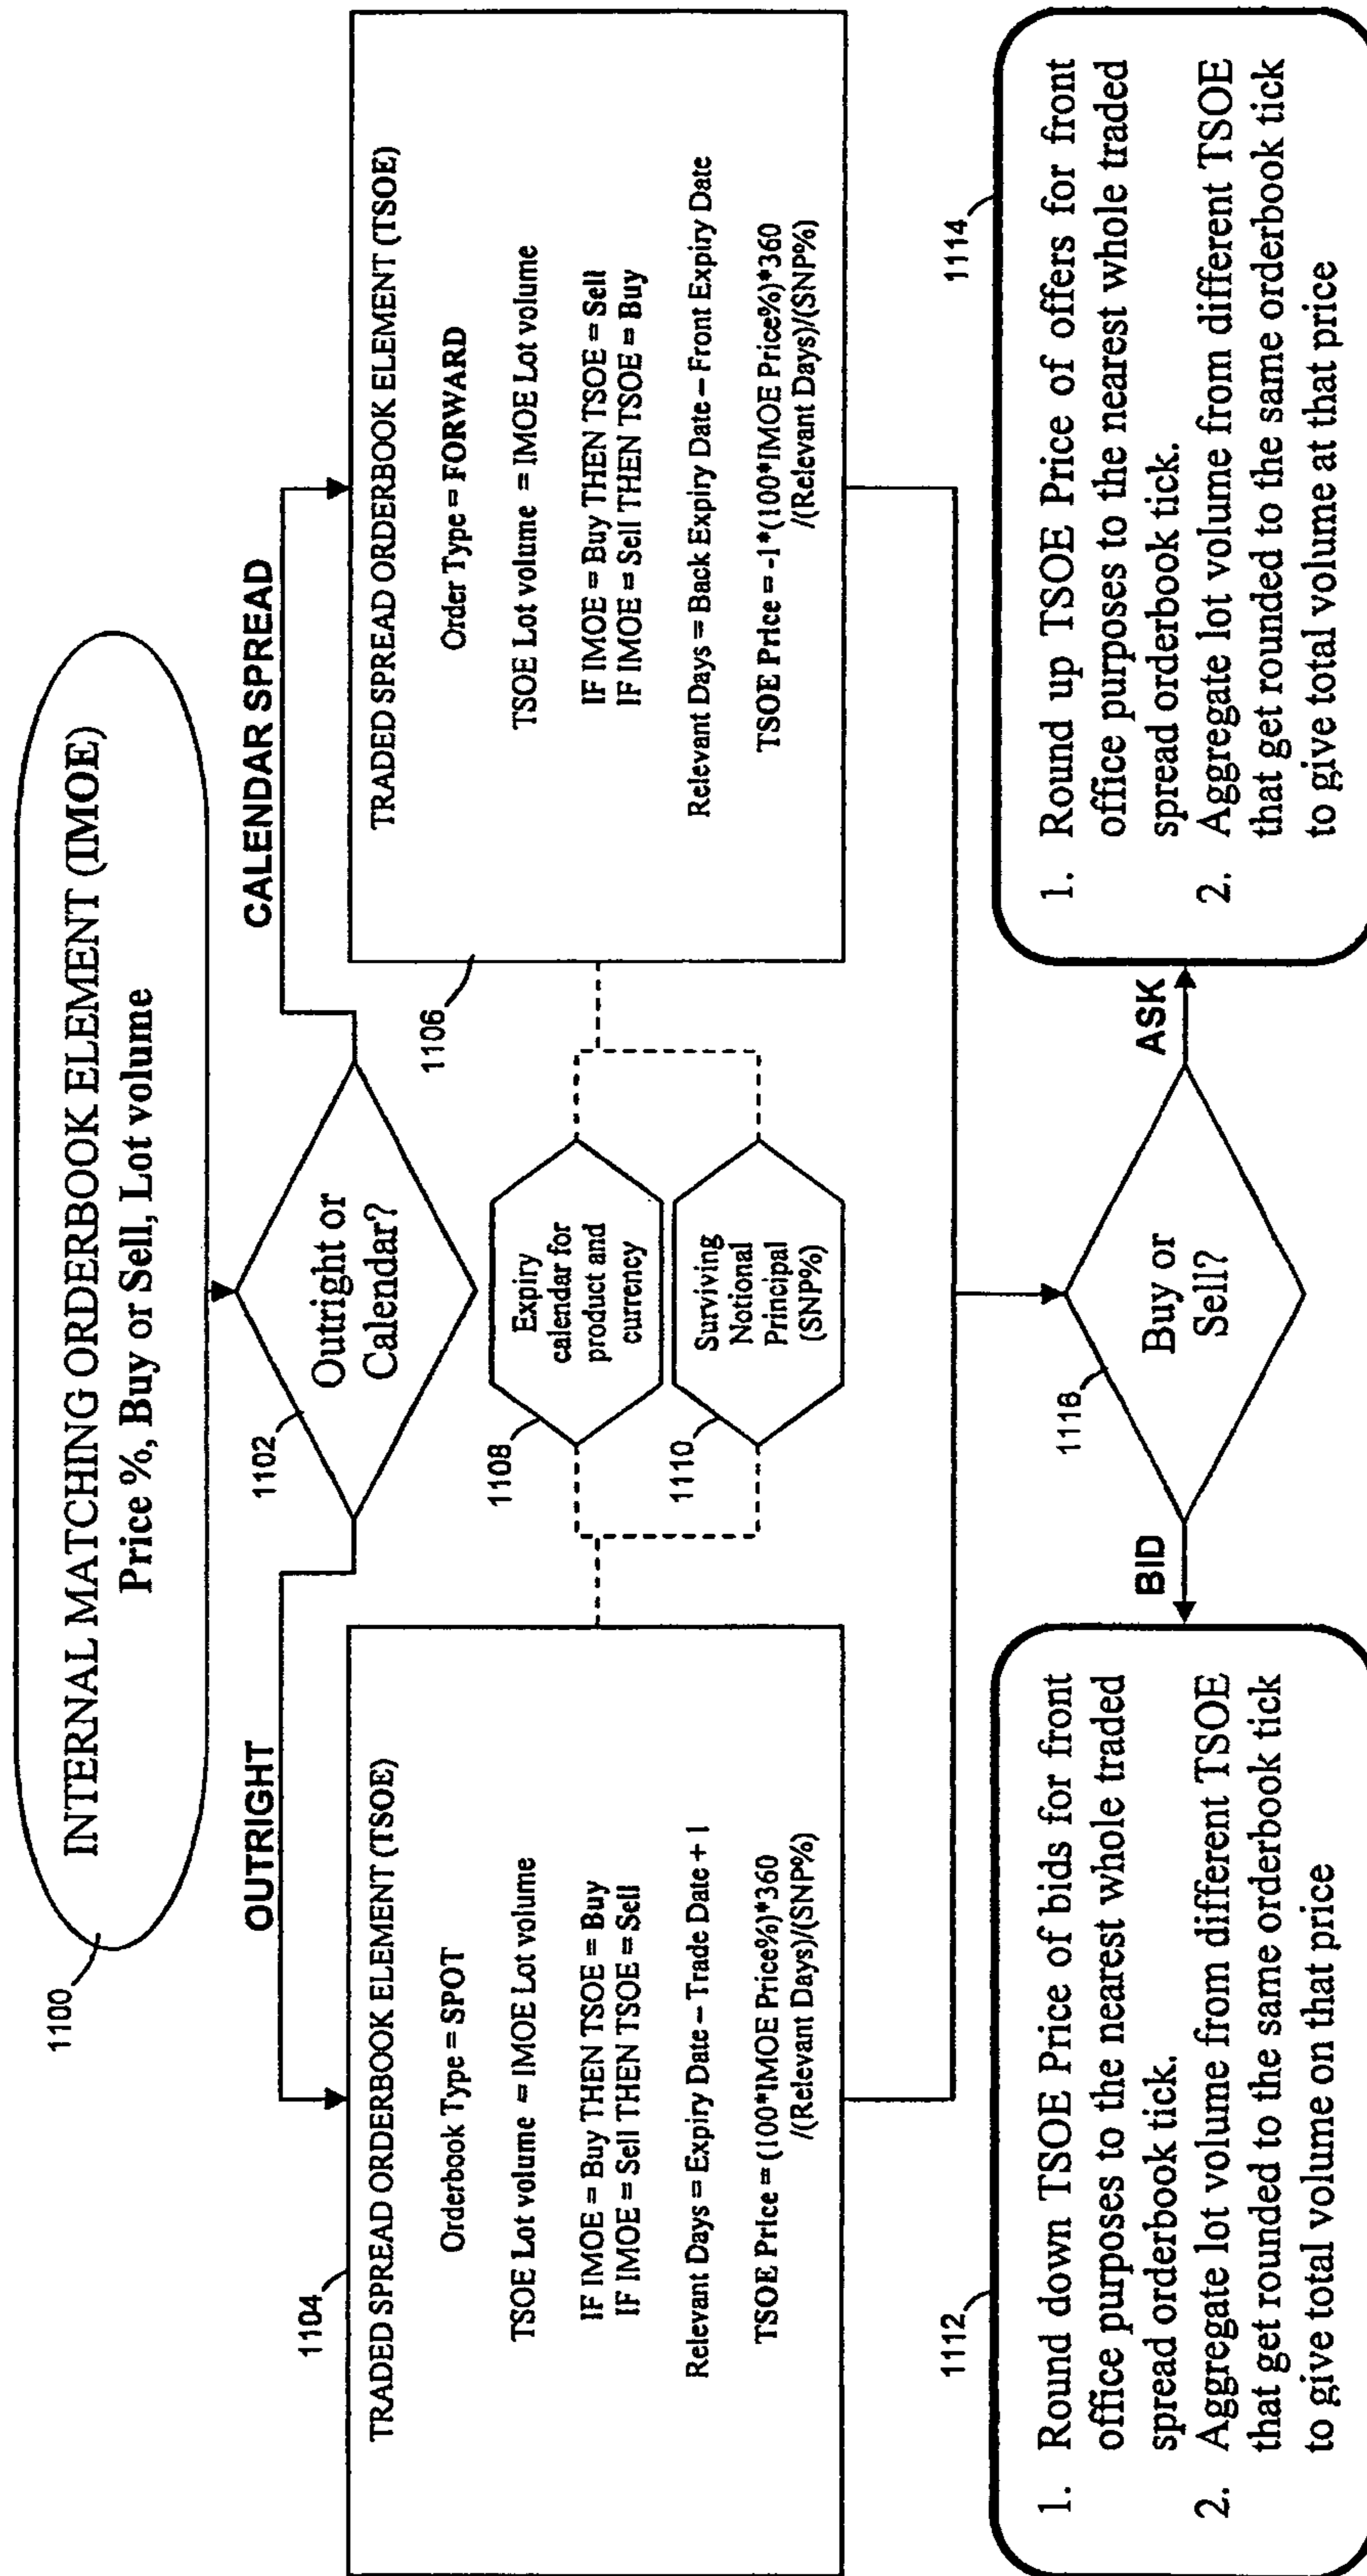 1100
INTERNAL MATCHING ORDERBOOK ELEMENT (IMOE)
Price %, Buy or Sell, Lot volume
OUTRIGHT
CALENDAR SPREAD
1102
Outright or
Calendar?
1104
TRADED SPREAD ORDERBOOK ELEMENT (TSOE)
Orderbook Type = SPOT
TSOE Lot volume = IMOE Lot volume
IF IMOE = Buy THEN TSOE = Buy
IF IMOE = Sell THEN TSOE = Sell
Relevant Days = Expiry Date – Trade Date + 1
TSOE Price = (100*IMOE Price%)*360
/(Relevant Days)/(SNP%)
1108
Expiry
calendar for
product and
currency
1110
Surviving
Notional
Principal
(SNP%)
1106
TRADED SPREAD ORDERBOOK ELEMENT (TSOE)
Order Type = FORWARD
TSOE Lot volume = IMOE Lot volume
IF IMOE = Buy THEN TSOE = Sell
IF IMOE = Sell THEN TSOE = Buy
Relevant Days = Back Expiry Date – Front Expiry Date
TSOE Price = -1*(100*IMOE Price%)*360
/(Relevant Days)/(SNP%)
1112
1. Round down TSOE Price of bids for front
office purposes to the nearest whole traded
spread orderbook tick.
2. Aggregate lot volume from different TSOE
that get rounded to the same orderbook tick
to give total volume on that price
BID
1116
Buy or
Sell?
ASK
1114
1. Round up TSOE Price of offers for front
office purposes to the nearest whole traded
spread orderbook tick.
2. Aggregate lot volume from different TSOE
that get rounded to the same orderbook tick
to give total volume at that price